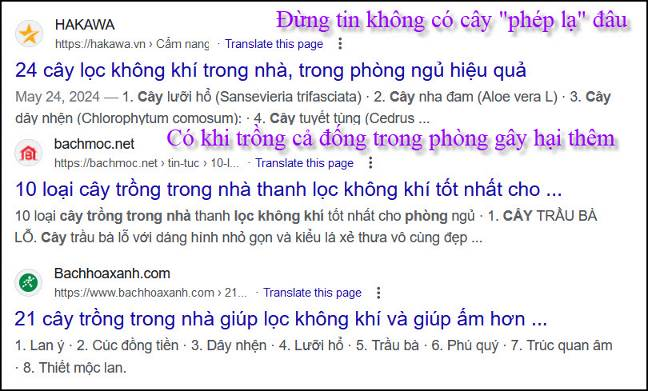 HAKAWA
Đừng tin không có cây "phép lạ" đâu
https://hakawa.vn › Cẩm nang · Translate this page
24 cây lọc không khí trong nhà, trong phòng ngủ hiệu quả
May 24, 2024 — 1. Cây lưỡi hổ (Sansevieria trifasciata) · 2. Cây nha đam (Aloe vera L) · 3. Cây
dây nhện (Chlorophytum comosum): · 4. Cây tuyết tùng (Cedrus ...
Có khi trồng cả đống trong phòng gây hại thêm
bachmoc.net
https://bachmoc.net › tin-tuc › 10-l... · Translate this page
10 loại cây trồng trong nhà thanh lọc không khí tốt nhất cho ...
10 loại cây trồng trong nhà thanh lọc không khí tốt nhất cho phòng ngủ · 1. CÂY TRẦU BÀ
LỖ. Cây trầu bà lỗ với dáng hình nhỏ gọn và kiểu lá xẻ thưa vô cùng đẹp ...
Bachhoaxanh.com
https://www.bachhoaxanh.com › 21... · Translate this page
21 cây trồng trong nhà giúp lọc không khí và giúp ấm hơn ...
1. Lan ý · 2. Cúc đồng tiền · 3. Dây nhện · 4. Lưỡi hổ · 5. Trầu bà · 6. Phú quý · 7. Trúc quan âm
· 8. Thiết mộc lan.